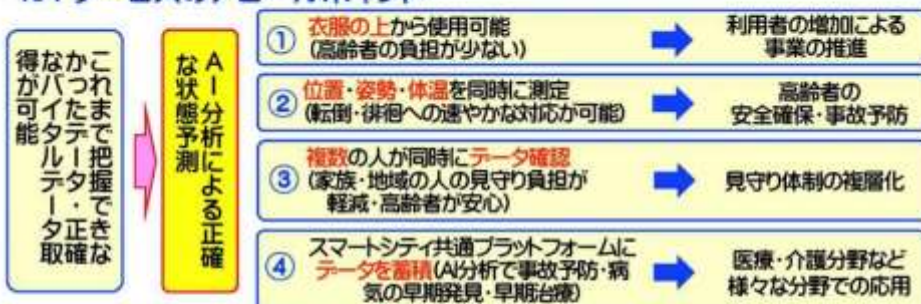 これまで把握できな
かったデータ・正確
なバイタルデータ取
得が可能
AI分析による正確
な状態予測
① 衣服の上から使用可能
(高齢者の負担が少ない)
利用者の増加による
事業の推進
② 位置・姿勢・体温を同時に測定
(転倒・徘徊への速やかな対応が可能)
高齢者の
安全確保・事故予防
③ 複数の人が同時にデータ確認
(家族・地域の人の見守り負担が
軽減・高齢者が安心)
見守り体制の複層化
④ スマートシティ共通プラットフォームに
データを蓄積(AI分析で事故予防・病
気の早期発見・早期治療)
医療・介護分野など
様々な分野での応用